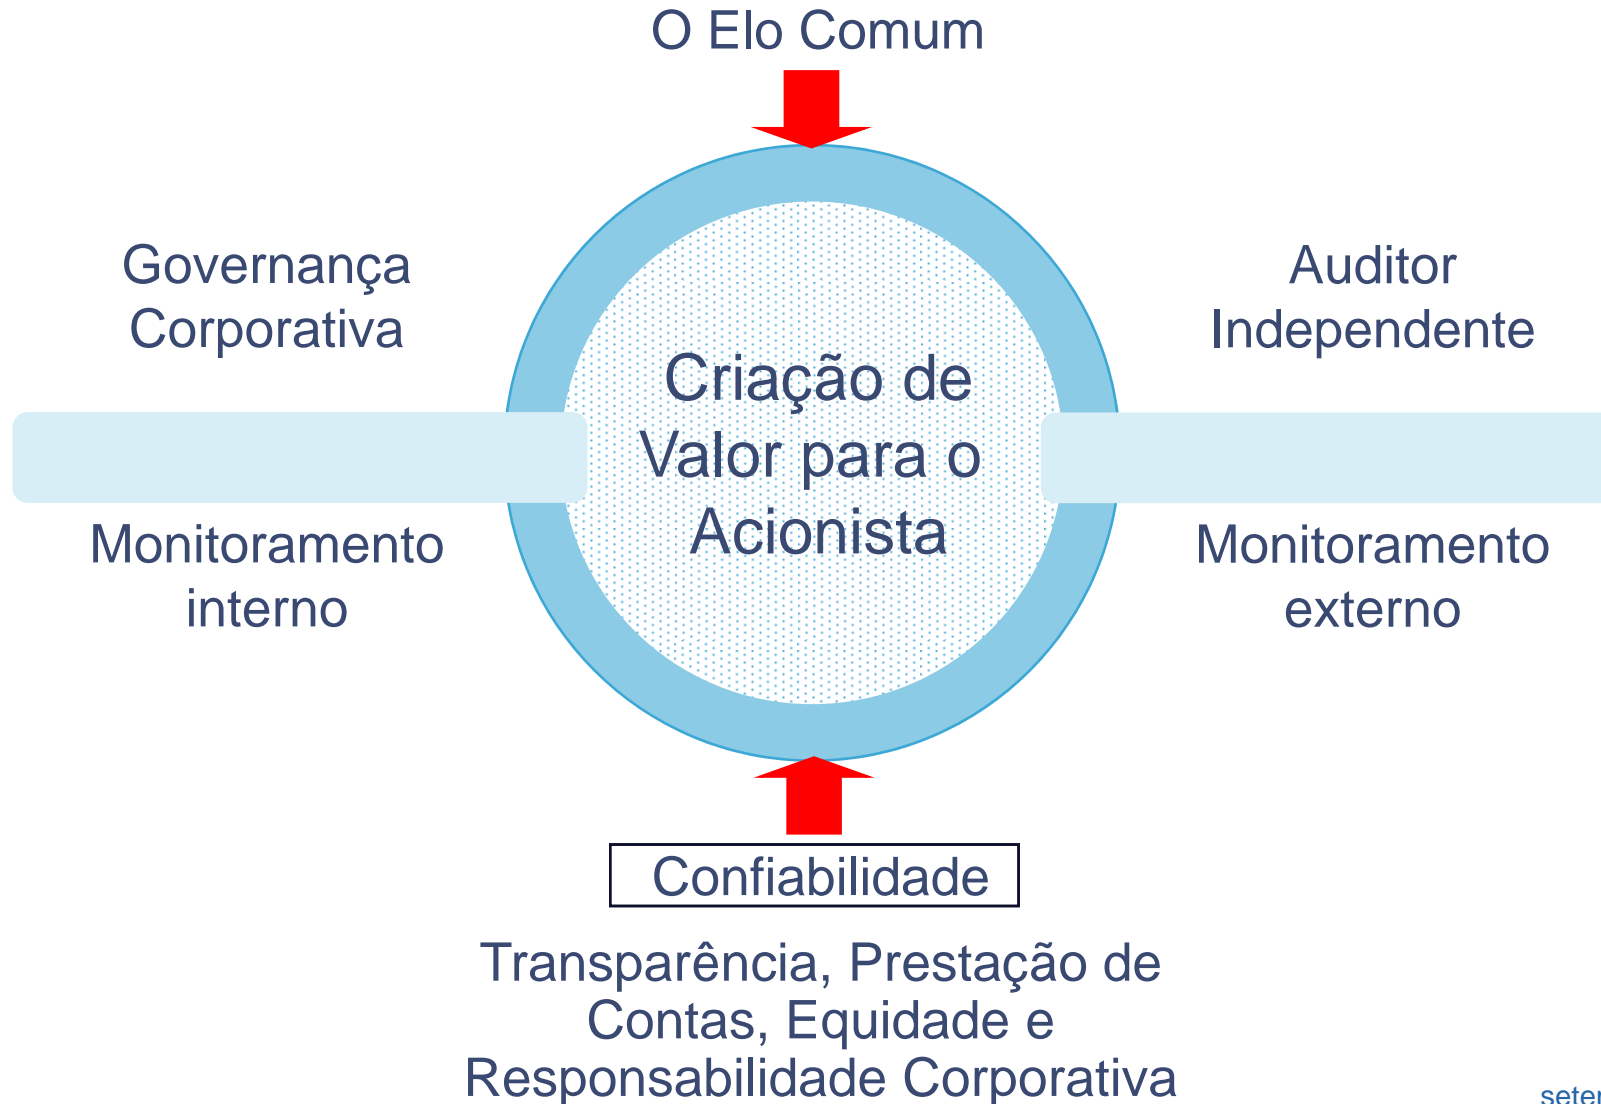 O Elo Comum
Governança
Corporativa
Auditor
Independente
Criação de
Valor para o
Acionista
Monitoramento
interno
Monitoramento
externo
Confiabilidade
Transparência, Prestação de
Contas, Equidade e
Responsabilidade Corporativa